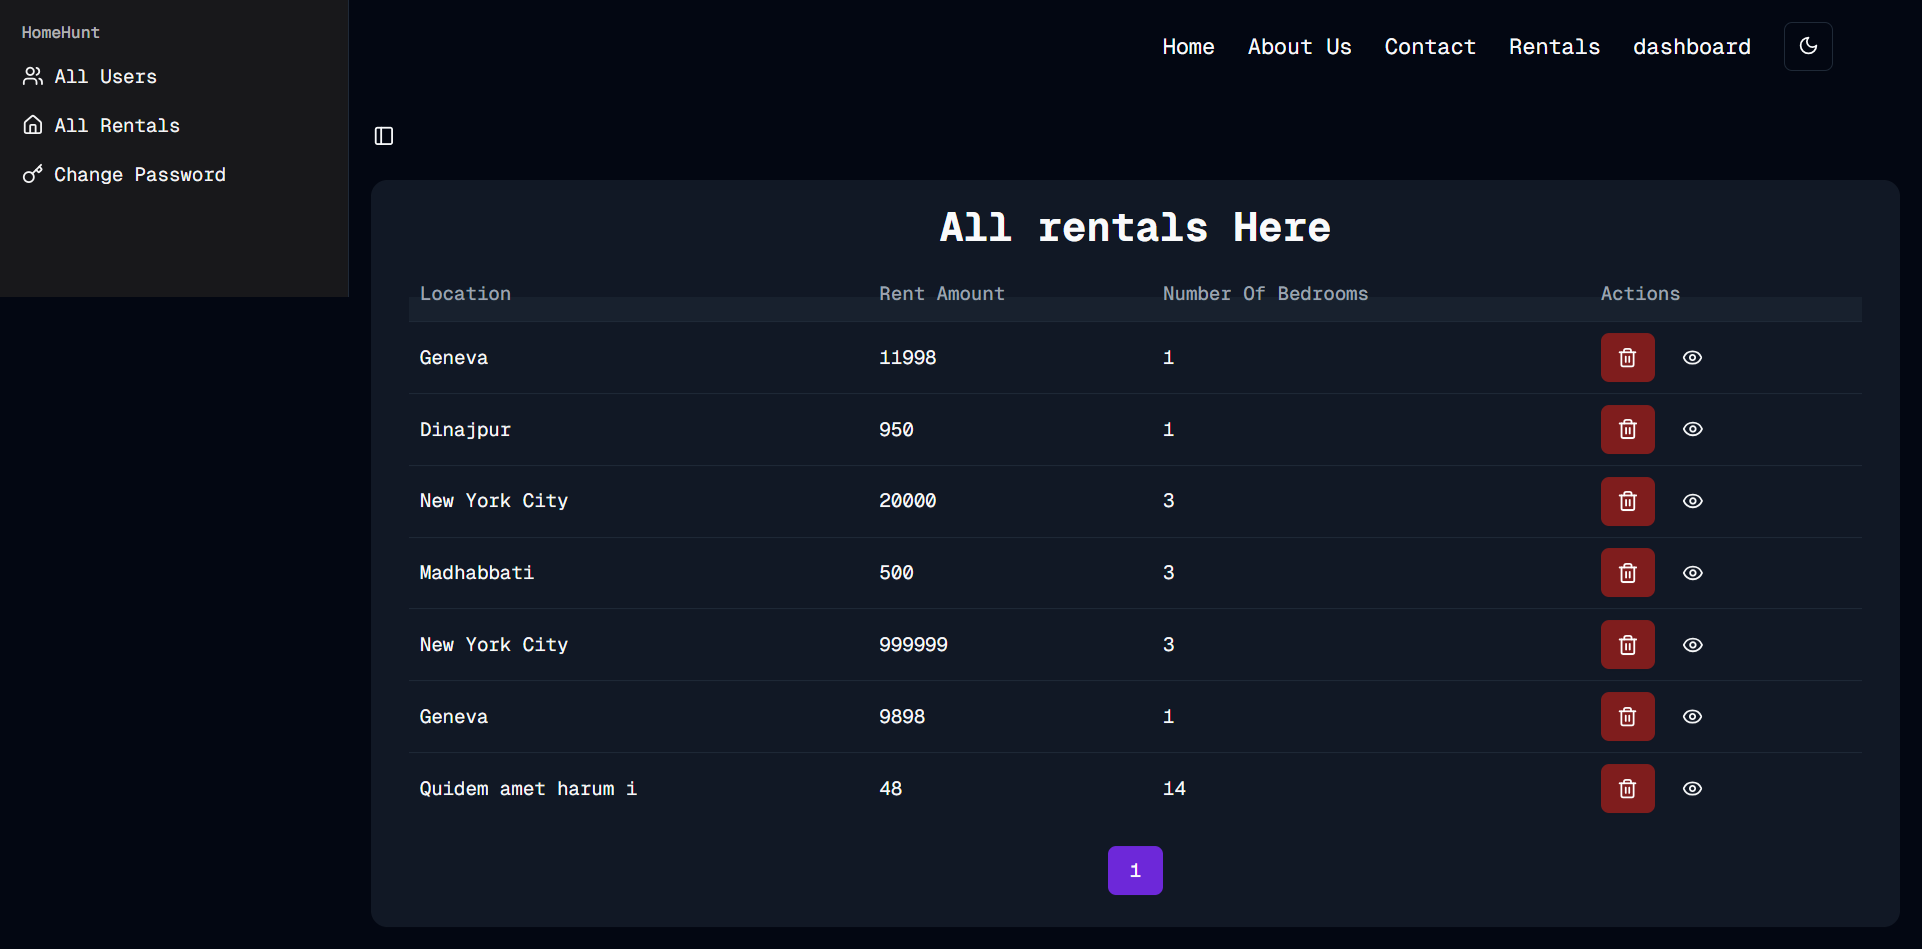 HomeHunt
All Users
All Rentals
Change Password
Home About Us Contact Rentals dashboard
All rentals Here
Location Rent Amount Number Of Bedrooms Actions
Geneva 11998 1
Dinajpur 950 1
New York City 20000 3
Madhabbati 500 3
New York City 999999 3
Geneva 9898 1
Quidem amet harum i 48 14
1